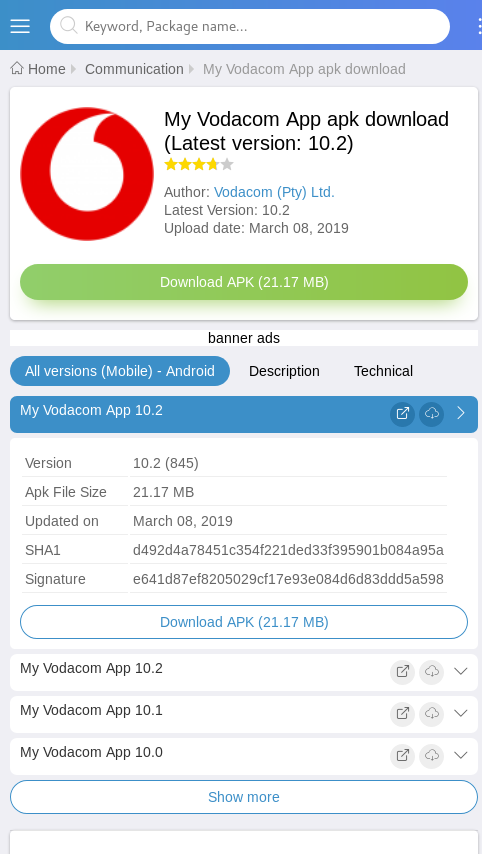 Keyword, Package name...
Home Communication My Vodacom App apk download
My Vodacom App apk download
(Latest version: 10.2)
Author: Vodacom (Pty) Ltd.
Latest Version: 10.2
Upload date: March 08, 2019
Download APK (21.17 MB)
banner ads
All versions (Mobile) - Android Description Technical
My Vodacom App 10.2
Version 10.2 (845)
Apk File Size 21.17 MB
Updated on March 08, 2019
SHA1 d492d4a78451c354f221ded33f395901b084a95a
Signature e641d87ef8205029cf17e93e084d6d83ddd5a598
Download APK (21.17 MB)
My Vodacom App 10.2
My Vodacom App 10.1
My Vodacom App 10.0
Show more